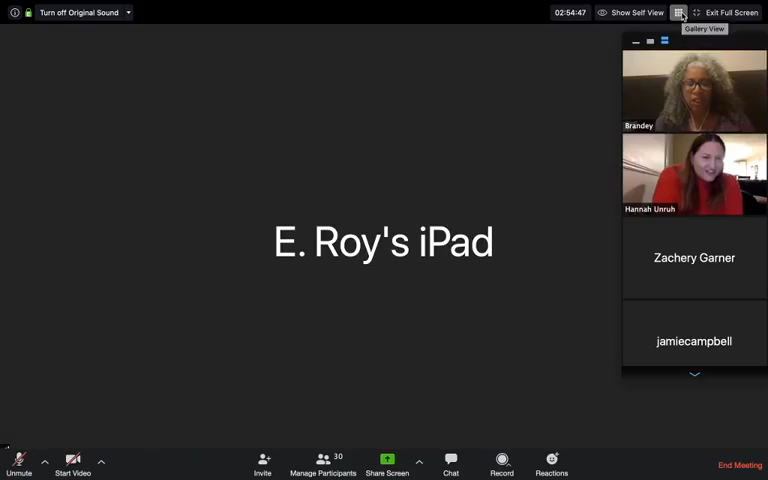 Turn off Original Sound
02:54:47
Show Self View
Exit Full Screen
Gallery View
Brandey
Hannah Unruh
Zachery Garner
jamiecampbell
E. Roy's iPad
Unmute
Start Video
Invite
Manage Participants
30
Share Screen
Chat
Record
Reactions
End Meeting